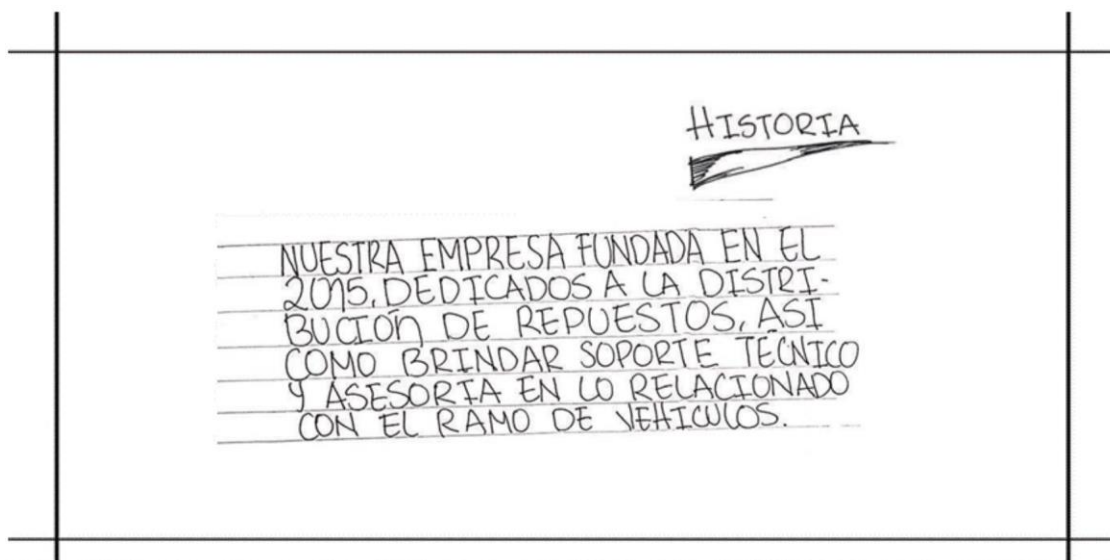 HISTORIA
NUESTRA EMPRESA FUNDADA EN EL
2015, DEDICADOS A LA DISTRI-
BUCIÓN DE REPUESTOS, ASI
COMO BRINDAR SOPORTE TÉCNICO
Y ASESORIA EN LO RELACIONADO
CON EL RAMO DE VEHICULOS.